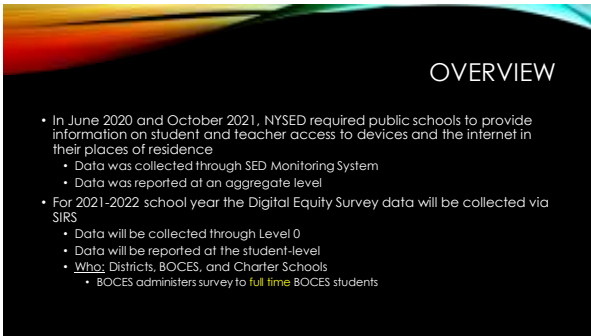 OVERVIEW
• In June 2020 and October 2021, NYSED required public schools to provide
information on student and teacher access to devices and the internet in
their places of residence
• Data was collected through SED Monitoring System
• Data was reported at an aggregate level
• For 2021-2022 school year the Digital Equity Survey data will be collected via
SIRS
• Data will be collected through Level 0
• Data will be reported at the student-level
• Who: Districts, BOCES, and Charter Schools
• BOCES administers survey to full time BOCES students